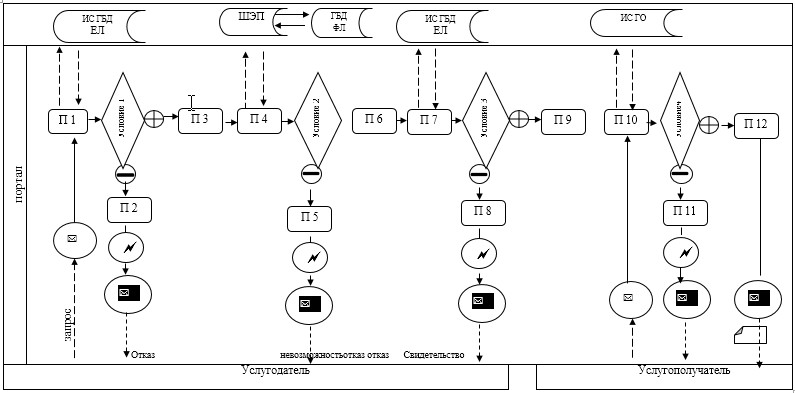 ИС ГБД
ЕЛ
ШЭП
ГБД
ФЛ
ИС ГБД
ЕЛ
ИС ГО
портал
П 1
Условие 1
П 3
П 4
Условие 2
П 6
П 7
Условие 3
П 9
П 10
Условие4
П 12
П 2
П 5
П 8
П 11
запрос
Отказ
невозможностьотказ отказ
Свидетельство
Услугодатель
Услугополучатель